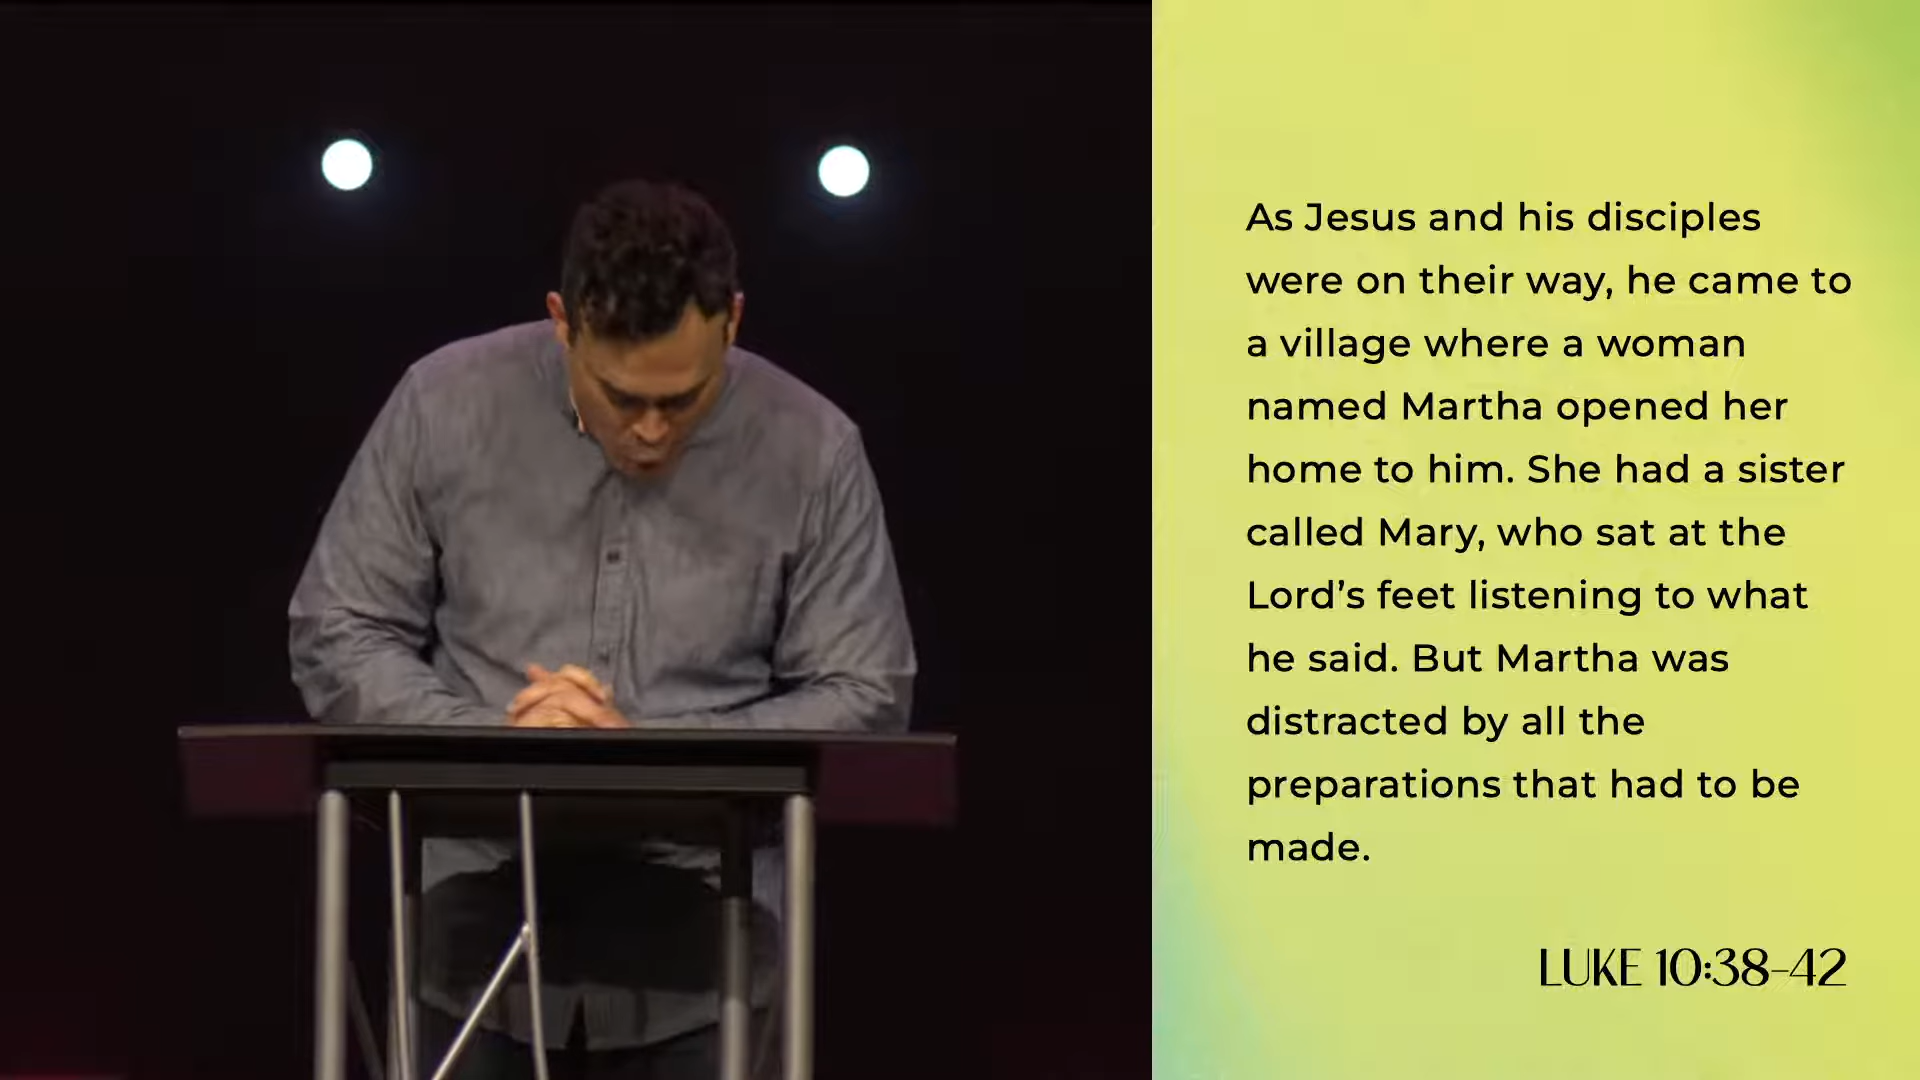 As Jesus and his disciples
were on their way, he came to
a village where a woman
named Martha opened her
home to him. She had a sister
called Mary, who sat at the
Lord’s feet listening to what
he said. But Martha was
distracted by all the
preparations that had to be
made.
LUKE 10:38-42